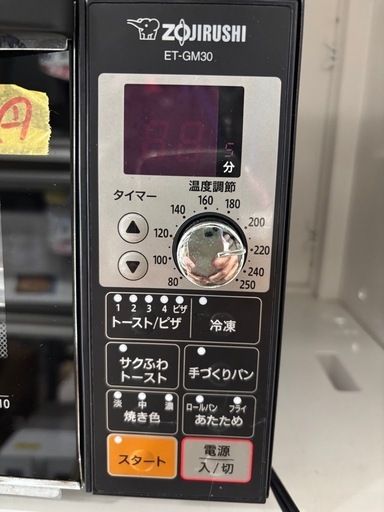 ZOJIRUSHI
ET-GM30
分
タイマー
温度調節
80 100 120 140 160 180 200 220 240 250
1 2 3 4 ピザ
トースト/ピザ
冷凍
サクふわ
トースト
手づくりパン
淡 中 濃
焼き色
ロールパン フライ
あたため
スタート
電源
入/切
10